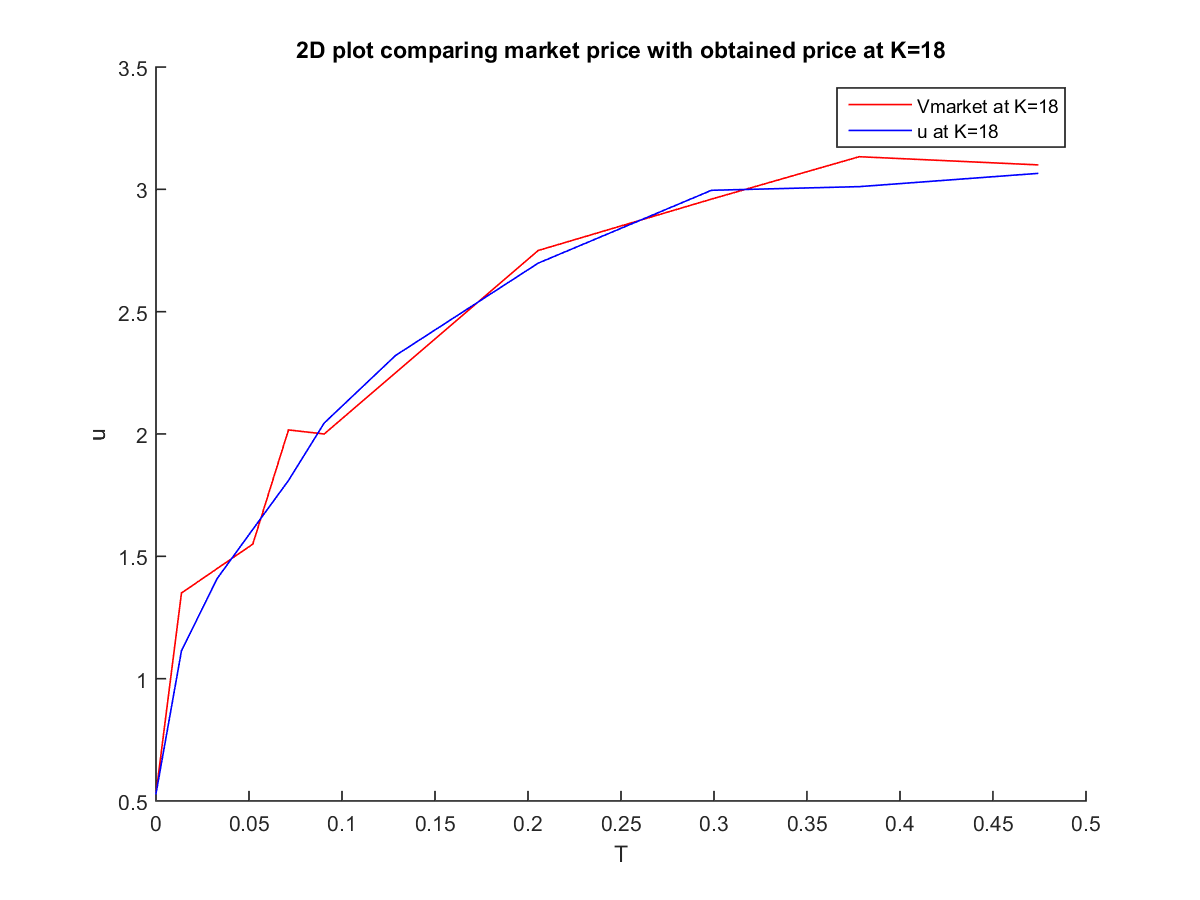 2D plot comparing market price with obtained price at K=18
Vmarket at K=18
u at K=18
3.5
3
2.5
2
1.5
1
0.5
u
0 0.05 0.1 0.15 0.2 0.25 0.3 0.35 0.4 0.45 0.5
T